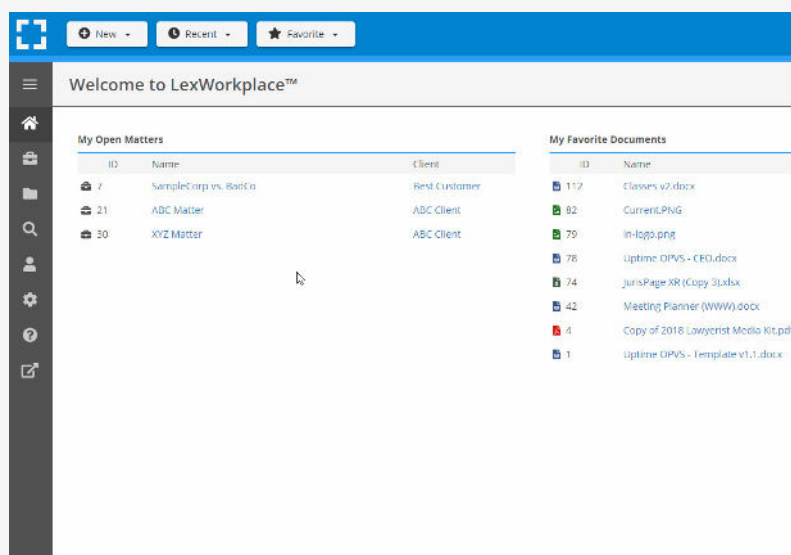 New Recent Favorite
Welcome to LexWorkplace™
My Open Matters
ID Name Client
7 SampleCorp vs. BadCo Best Customer
21 ABC Matter ABC Client
30 XYZ Matter ABC Client
My Favorite Documents
ID Name
112 Classes v2.docx
82 Current.PNG
79 in-logo.png
78 Uptime OPVS - CEO.docx
74 JurisPage XR (Copy 3).xlsx
42 Meeting Planner (WWW).docx
4 Copy of 2018 Lawyerist Media Kit.pdf
1 Uptime OPVS - Template v1.1.docx